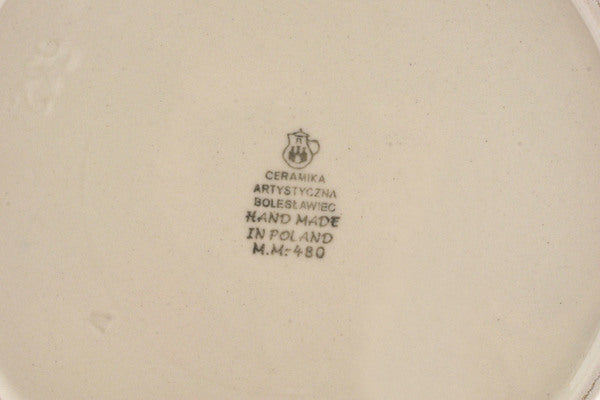 R
CERAMIKA
ARTYSTYCZNA
BOLESŁAWIEC
HAND MADE
IN POLAND
M.M.-480